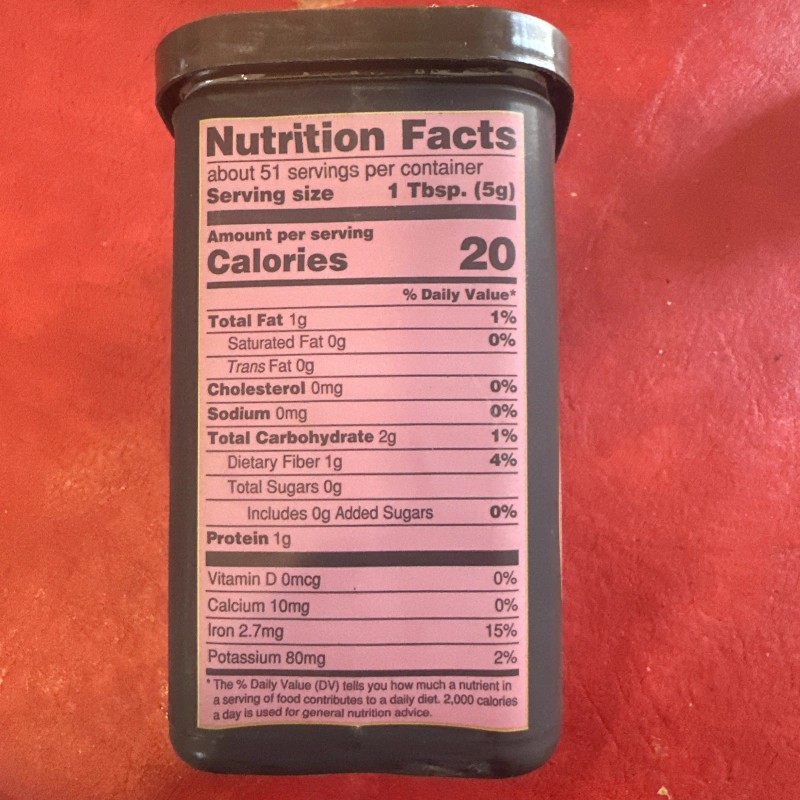 Nutrition Facts
about 51 servings per container
Serving size 1 Tbsp. (5g)
Amount per serving
Calories 20
% Daily Value*
Total Fat 1g 1%
Saturated Fat 0g 0%
Trans Fat 0g
Cholesterol 0mg 0%
Sodium 0mg 0%
Total Carbohydrate 2g 1%
Dietary Fiber 1g 4%
Total Sugars 0g
Includes 0g Added Sugars 0%
Protein 1g
Vitamin D 0mcg 0%
Calcium 10mg 0%
Iron 2.7mg 15%
Potassium 80mg 2%
* The % Daily Value (DV) tells you how much a nutrient in
a serving of food contributes to a daily diet. 2,000 calories
a day is used for general nutrition advice.